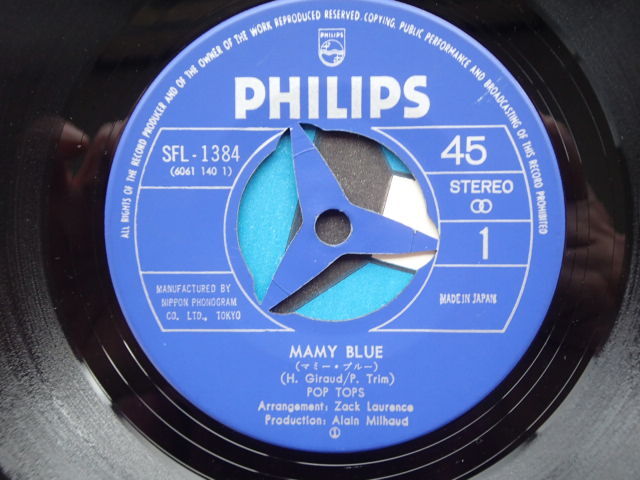 ALL RIGHTS OF THE RECORD PRODUCER AND OF THE OWNER OF THE WORK REPRODUCED RESERVED. COPYING, PUBLIC PERFORMANCE AND BROADCASTING OF THIS RECORD PROHIBITED
PHILIPS
PHILIPS
SFL-1384
(6061 140 1)
45
STEREO
1
MANUFACTURED BY
NIPPON PHONOGRAM
CO. LTD., TOKYO
MADE IN JAPAN
MAMY BLUE
(マミー・ブルー)
(H. Giraud/P. Trim)
POP TOPS
Arrangement: Zack Laurence
Production: Alain Milhaud